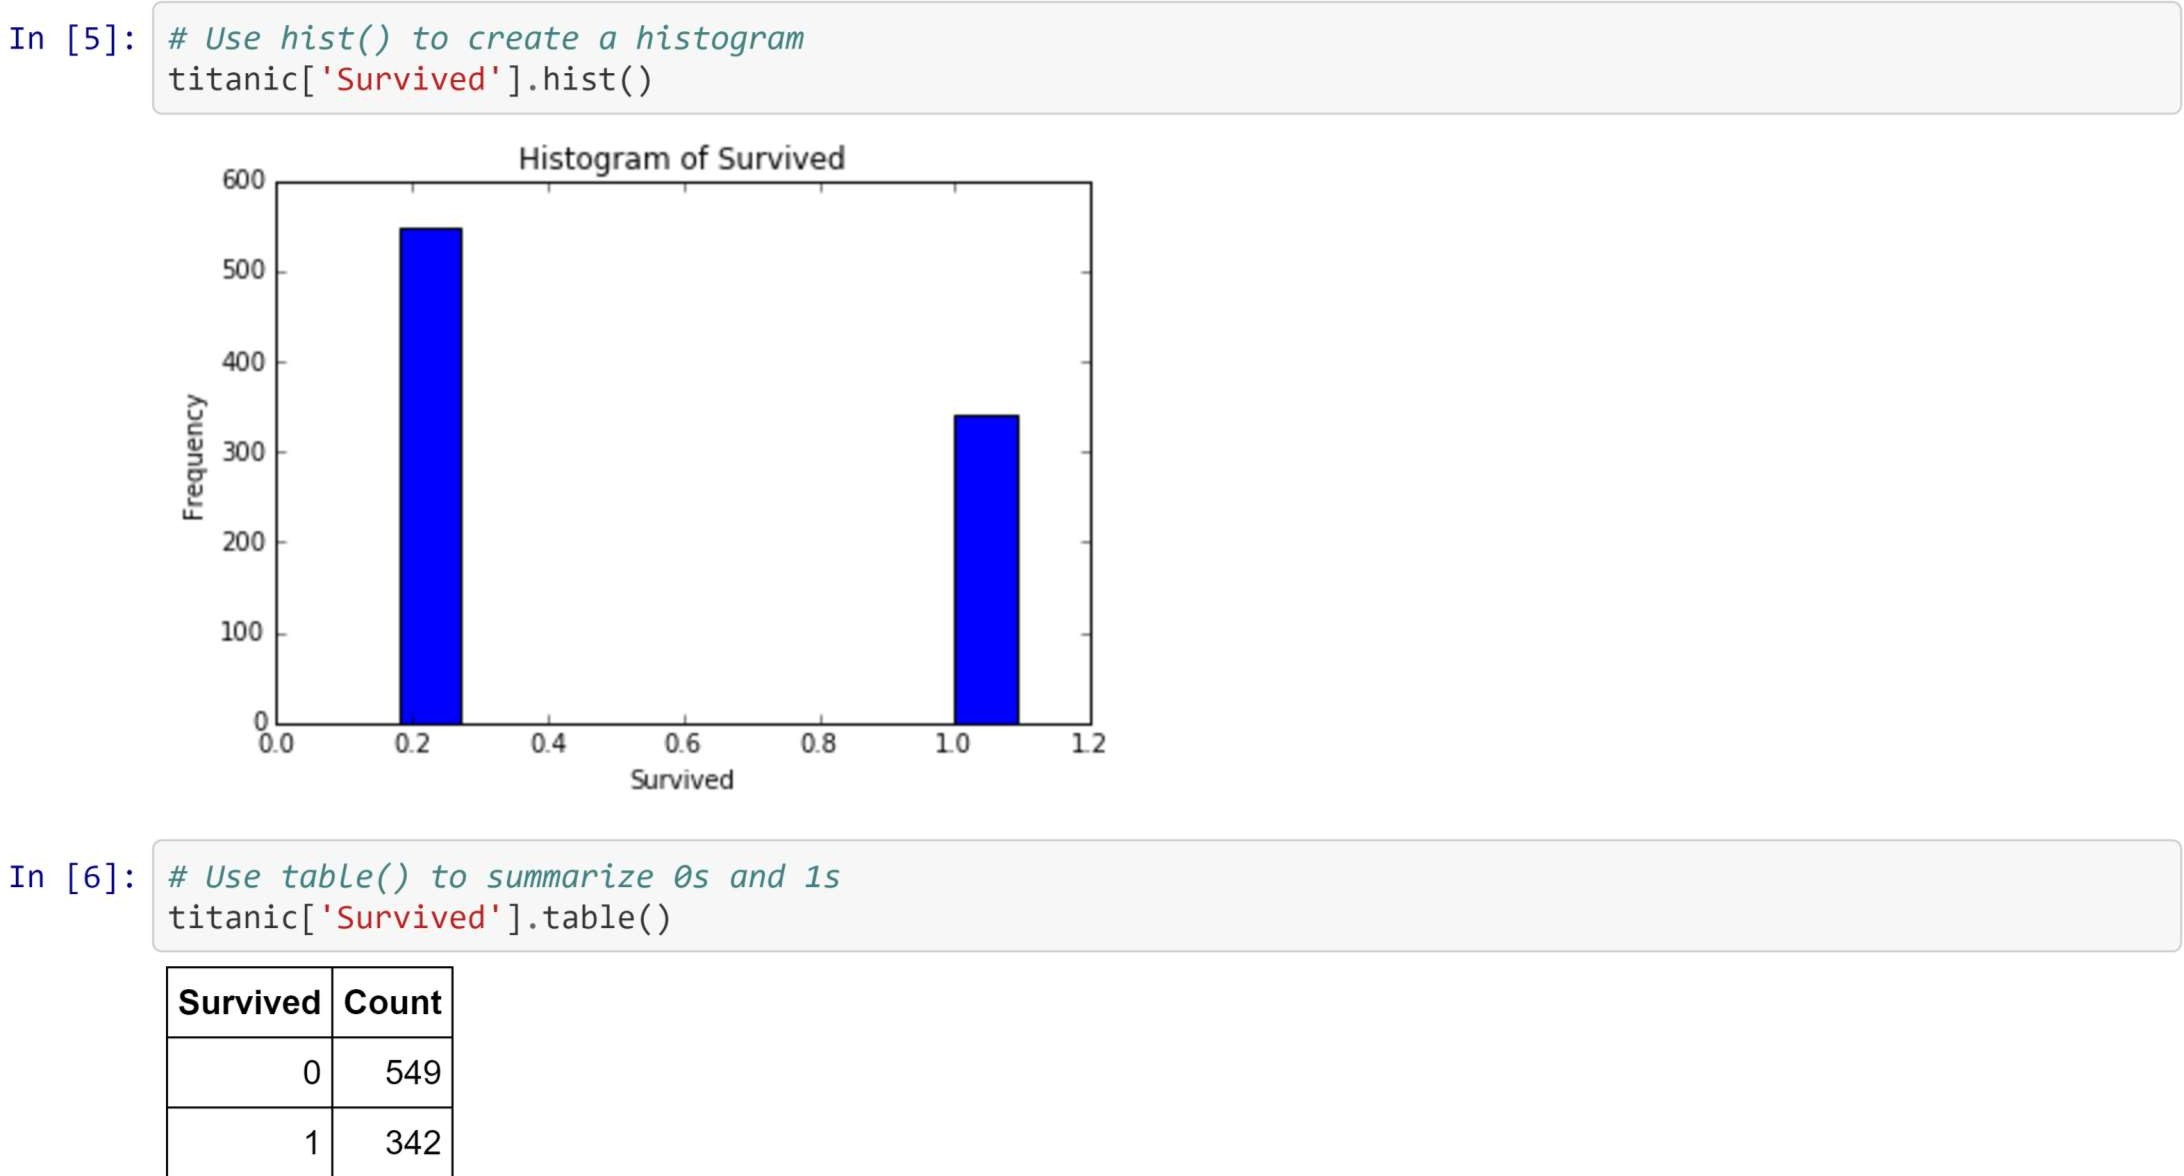 In [5]: # Use hist() to create a histogram
titanic['Survived'].hist()
Histogram of Survived
600
500
400
300
200
100
0
Frequency
0.0 0.2 0.4 0.6 0.8 1.0 1.2
Survived
In [6]: # Use table() to summarize 0s and 1s
titanic['Survived'].table()
Survived Count
0 549
1 342